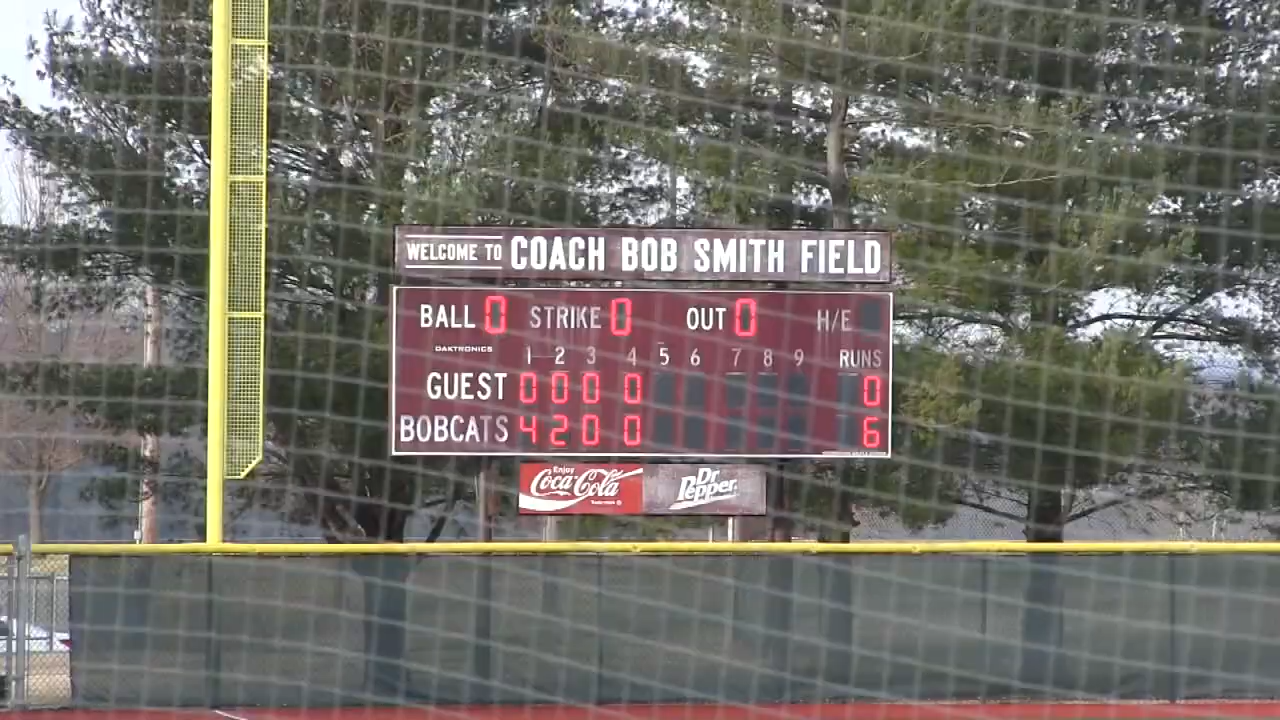 WELCOME TO COACH BOB SMITH FIELD
BALL 0 STRIKE 0 OUT 0 H/E
DAKTRONICS 1 2 3 4 5 6 7 8 9 RUNS
GUEST 0 0 0 0 0
BOBCATS 4 2 0 0 6
Enjoy
Coca-Cola
Dr Pepper